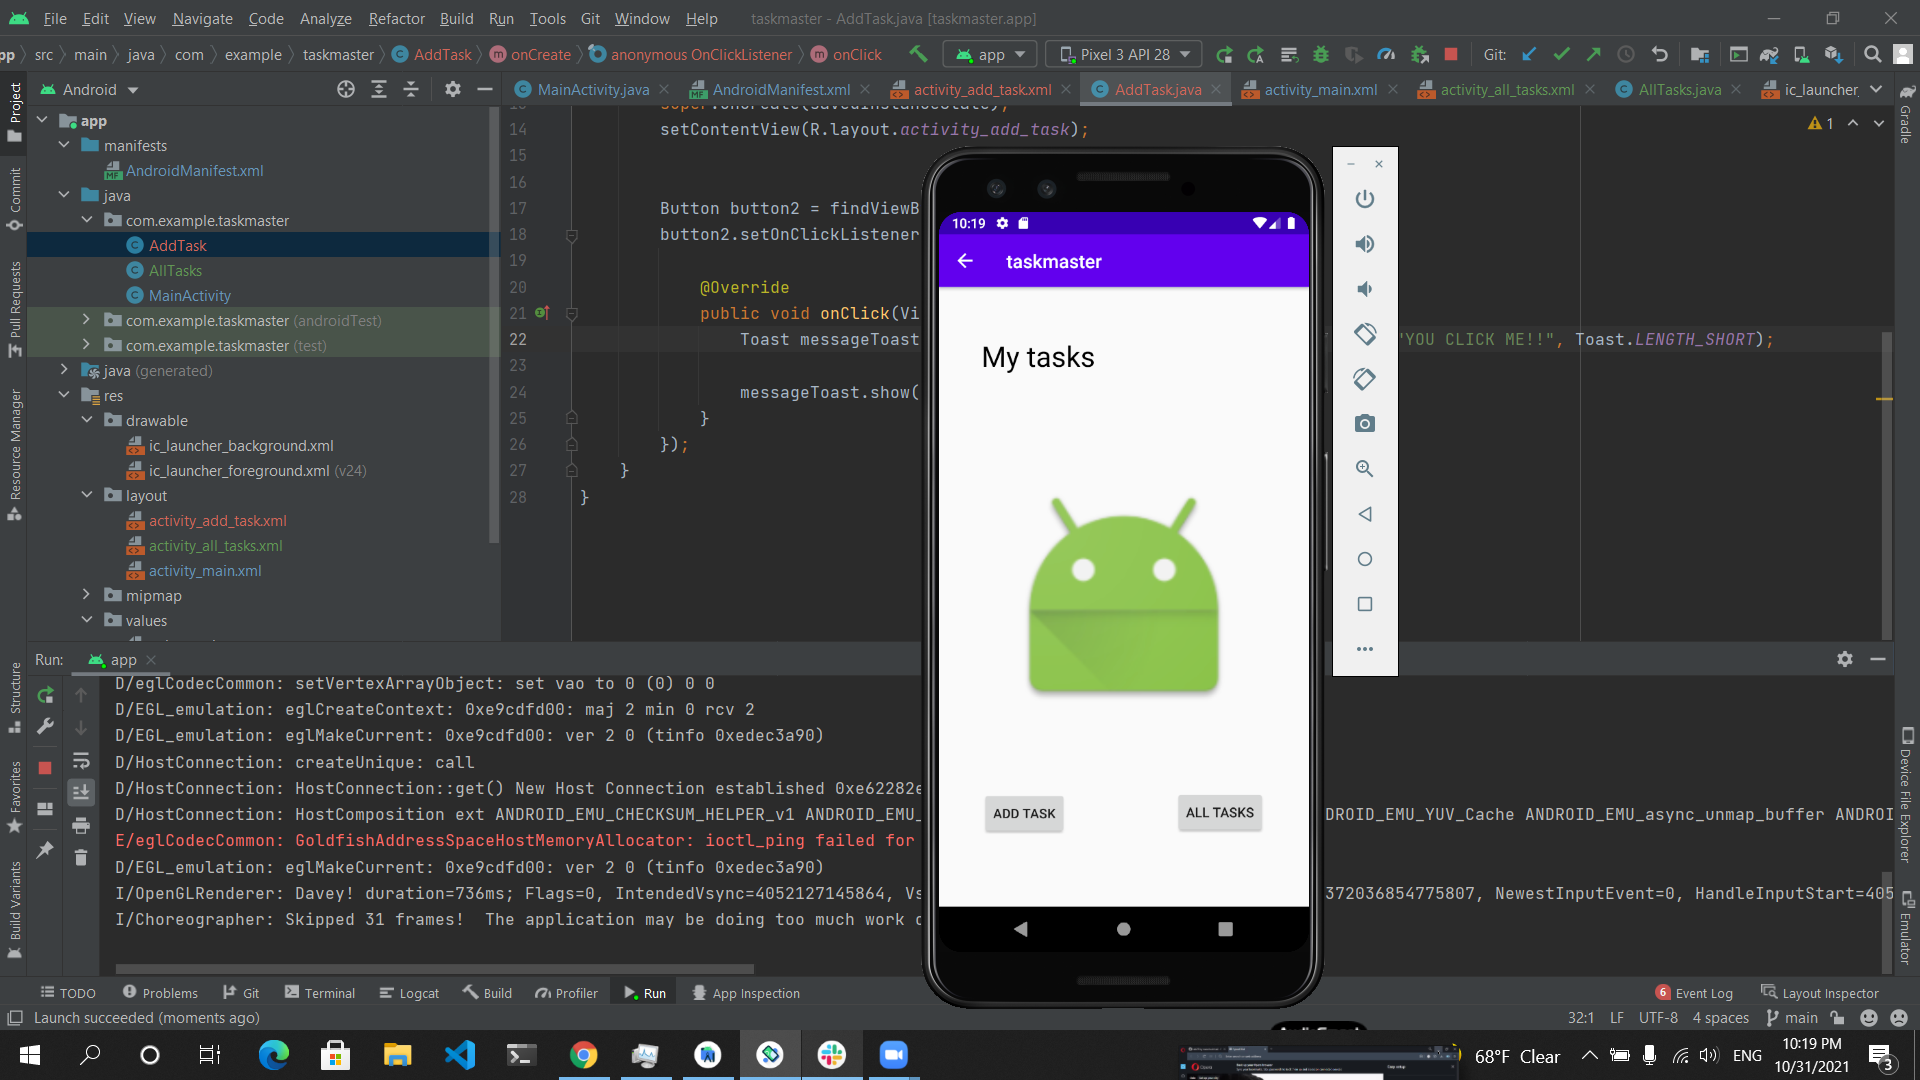 File Edit View Navigate Code Analyze Refactor Build Run Tools Git Window Help taskmaster - AddTask.java [taskmaster.app]
pp src main java com example taskmaster AddTask onCreate anonymous OnClickListener onClick app Pixel 3 API 28 Git:
Project
Android
MainActivity.java AndroidManifest.xml activity_add_task.xml AddTask.java activity_main.xml activity_all_tasks.xml AllTasks.java ic_launcher_
app
manifests
AndroidManifest.xml
java
com.example.taskmaster
AddTask
AllTasks
MainActivity
com.example.taskmaster (androidTest)
com.example.taskmaster (test)
java (generated)
res
drawable
ic_launcher_background.xml
ic_launcher_foreground.xml (v24)
layout
activity_add_task.xml
activity_all_tasks.xml
activity_main.xml
mipmap
values
Commit
Pull Requests
Resource Manager
Structure
Favorites
Build Variants
14 setContentView(R.layout.activity_add_task);
15
16
17 Button button2 = findViewB
18 button2.setOnClickListener
19
20 @Override
21 public void onClick(Vi
22 Toast messageToast "YOU CLICK ME!!", Toast.LENGTH_SHORT);
23
24 messageToast.show(
25 }
26 });
27 }
28 }
1
Gradle
Device File Explorer
Emulator
10:19
taskmaster
My tasks
ADD TASK
ALL TASKS
Run: app
D/eglCodecCommon: setVertexArrayObject: set vao to 0 (0) 0 0
D/EGL_emulation: eglCreateContext: 0xe9cdfd00: maj 2 min 0 rcv 2
D/EGL_emulation: eglMakeCurrent: 0xe9cdfd00: ver 2 0 (tinfo 0xedec3a90)
D/HostConnection: createUnique: call
D/HostConnection: HostConnection::get() New Host Connection established 0xe62282e
D/HostConnection: HostComposition ext ANDROID_EMU_CHECKSUM_HELPER_v1 ANDROID_EMU_ DROID_EMU_YUV_Cache ANDROID_EMU_async_unmap_buffer ANDROI
E/eglCodecCommon: GoldfishAddressSpaceHostMemoryAllocator: ioctl_ping failed for
D/EGL_emulation: eglMakeCurrent: 0xe9cdfd00: ver 2 0 (tinfo 0xedec3a90)
I/OpenGLRenderer: Davey! duration=736ms; Flags=0, IntendedVsync=4052127145864, Vs 372036854775807, NewestInputEvent=0, HandleInputStart=405
I/Choreographer: Skipped 31 frames! The application may be doing too much work o
TODO Problems Git Terminal Logcat Build Profiler Run App Inspection 6 Event Log Layout Inspector
Launch succeeded (moments ago) 32:1 LF UTF-8 4 spaces main
68°F Clear ENG 10:19 PM
10/31/2021 3